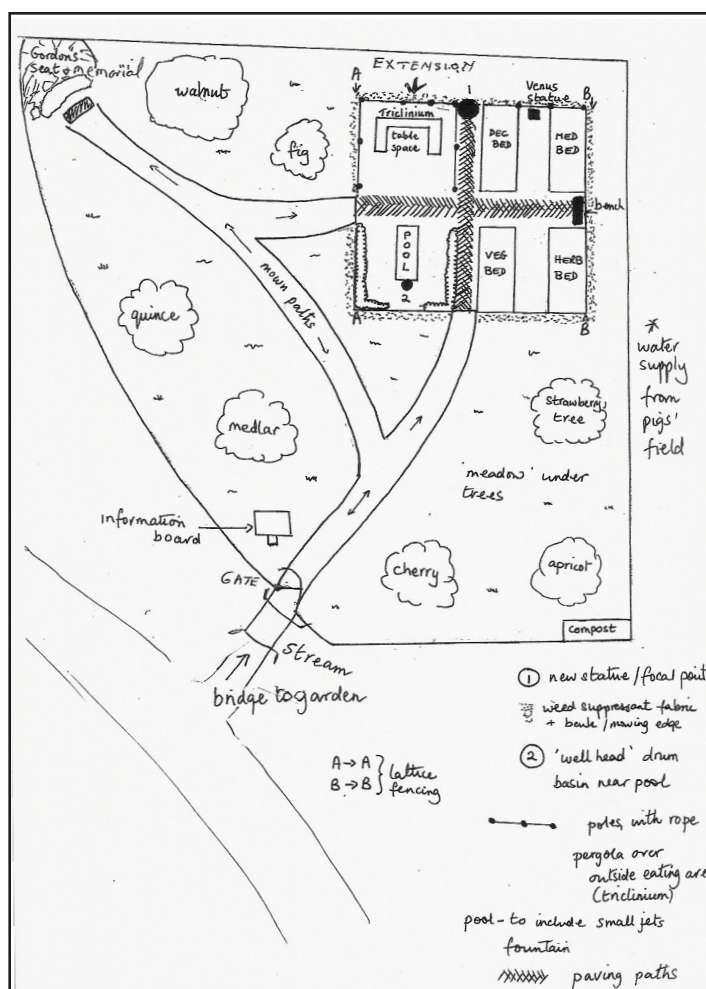 Gordon's
seat & memorial
walnut
fig
EXTENSION
A
1
Venus
statue
B
Triclinium
table
space
DEC
BED
MED
BED
bench
POOL
2
VEG
BED
HERB
BED
A
B
mown paths
quince
medlar
strawberry
tree
'meadow' under
trees
* water
supply
from
pigs'
field
information
board
GATE
cherry
apricot
compost
stream
bridge to garden
A → A
B → B
lattice
fencing
1 new statue/focal point
weed suppressant fabric
+ /mowing edge
2 'well head' drum
basin near pool
poles, with rope
pergola over
outside eating are
(triclinium)
pool - to include small jets
fountain
paving paths